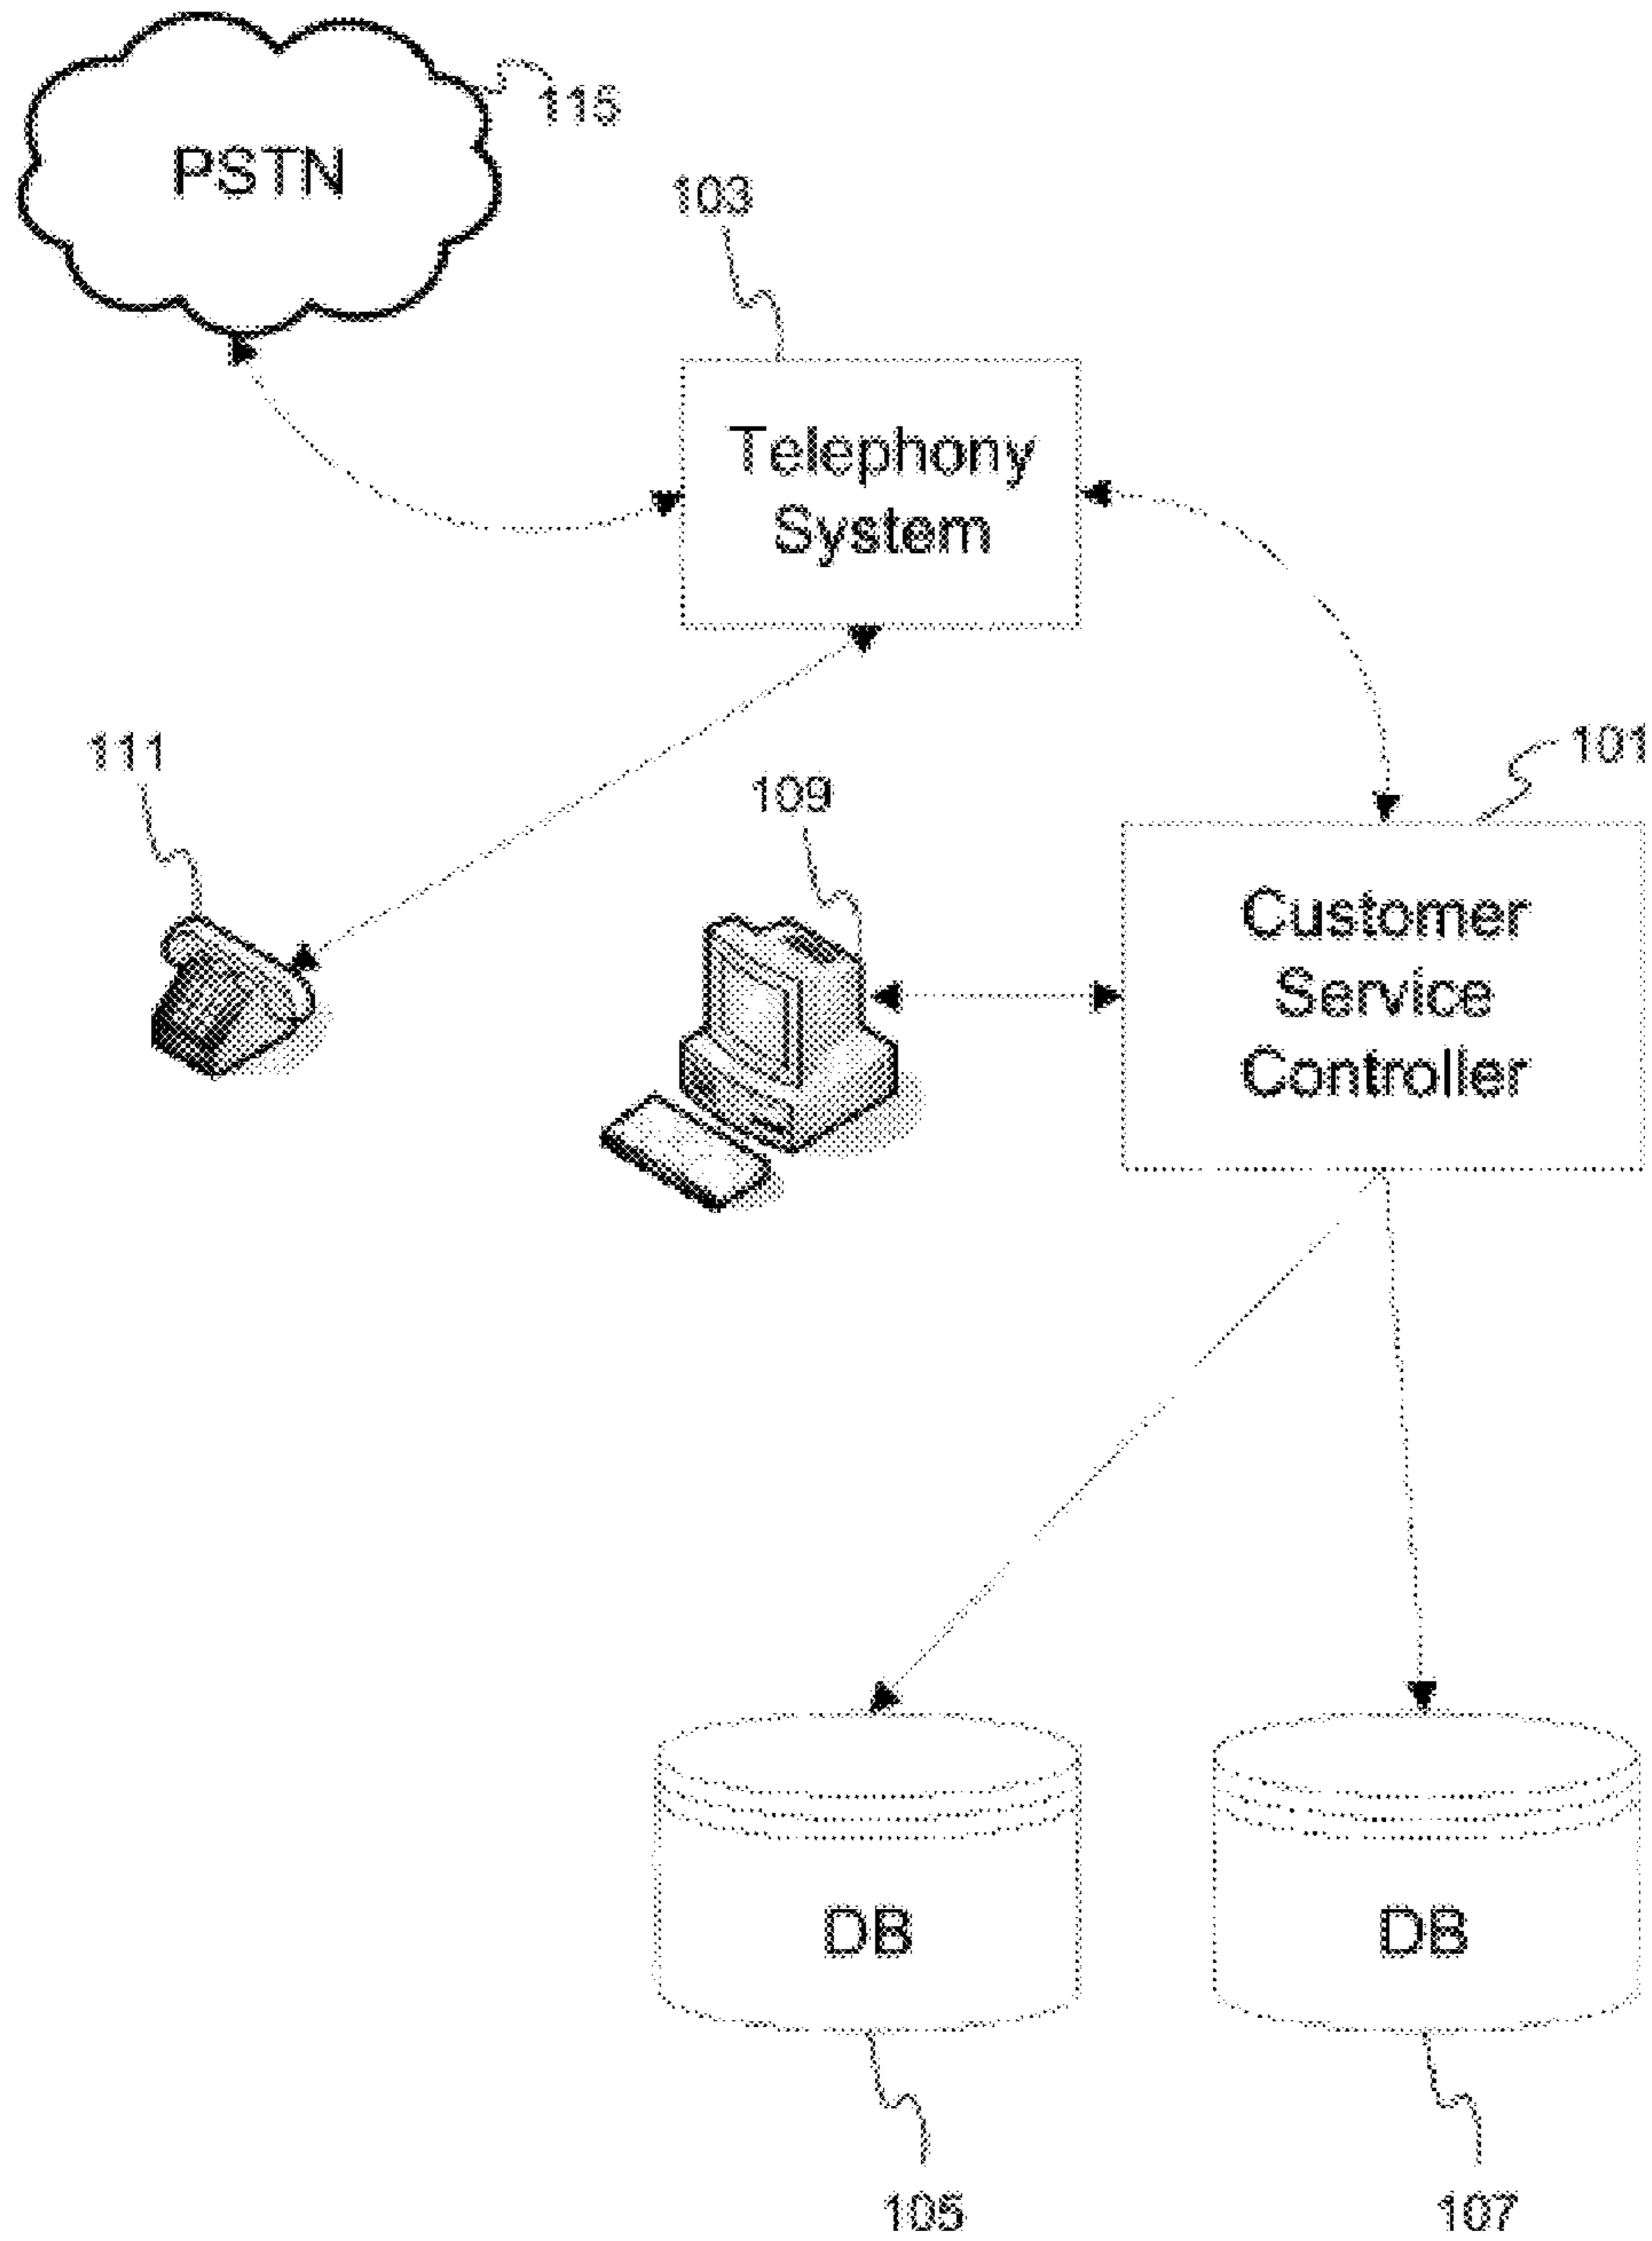 115
PSTN
103
Telephony
System
111
109
101
Customer
Service
Controller
DB
DB
105
107